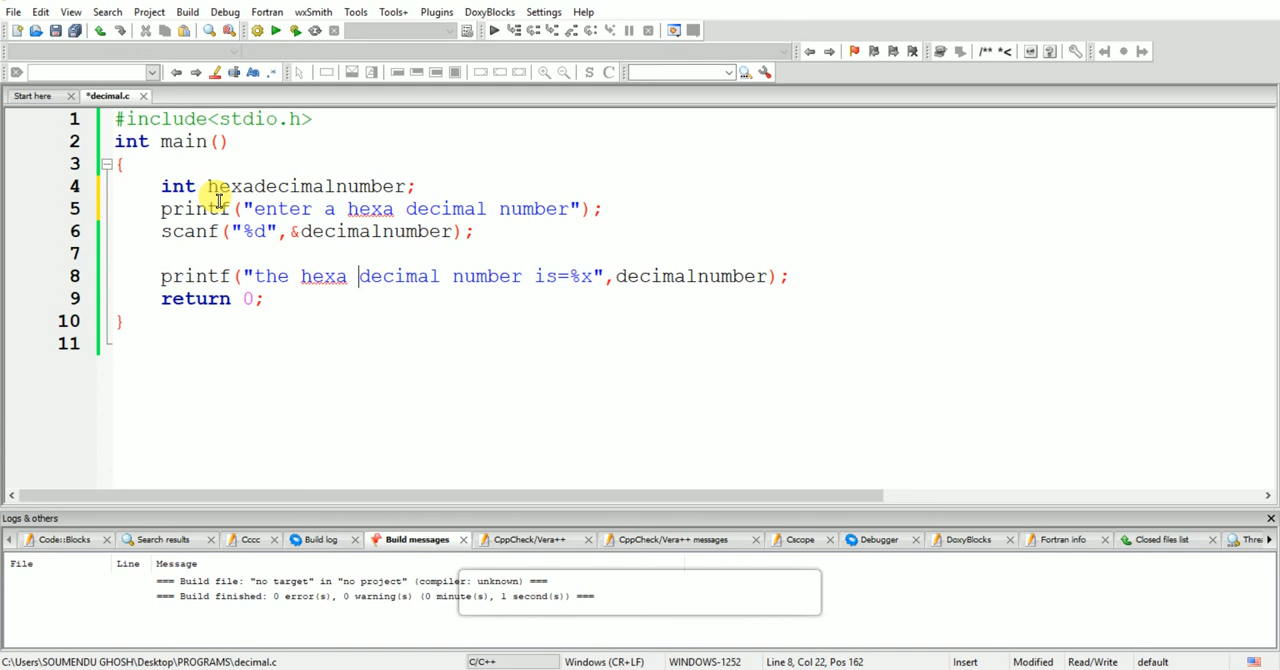 File Edit View Search Project Build Debug Fortran wxSmith Tools Tools+ Plugins DoxyBlocks Settings Help
/** *<
S C
Start here *decimal.c
1 #include<stdio.h>
2 int main()
3 {
4 int hexadecimalnumber;
5 printf("enter a hexa decimal number");
6 scanf("%d",&decimalnumber);
7
8 printf("the hexa decimal number is=%x",decimalnumber);
9 return 0;
10 }
11
Logs & others
Code::Blocks Search results Cccc Build log Build messages CppCheck/Vera++ CppCheck/Vera++ messages Cscope Debugger DoxyBlocks Fortran info Closed files list Threa
File Line Message
=== Build file: "no target" in "no project" (compiler: unknown) ===
=== Build finished: 0 error(s), 0 warning(s) (0 minute(s), 1 second(s)) ===
C:\Users\SOUMENDU GHOSH\Desktop\PROGRAMS\decimal.c C/C++ Windows (CR+LF) WINDOWS-1252 Line 8, Col 22, Pos 162 Insert Modified Read/Write default